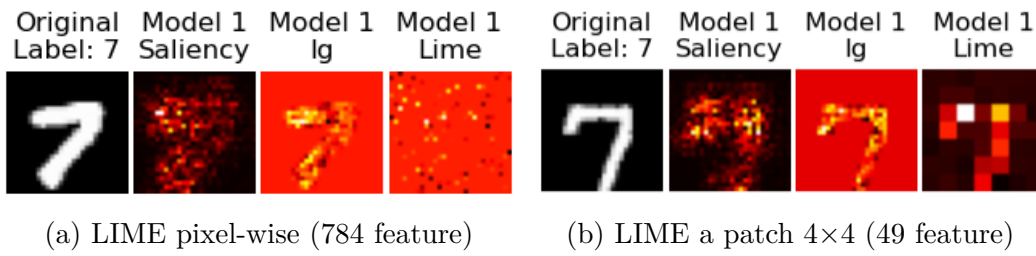 Original Model 1 Model 1 Model 1
Label: 7 Saliency Ig Lime
Original Model 1 Model 1 Model 1
Label: 7 Saliency Ig Lime
(a) LIME pixel-wise (784 feature)
(b) LIME a patch 4×4 (49 feature)